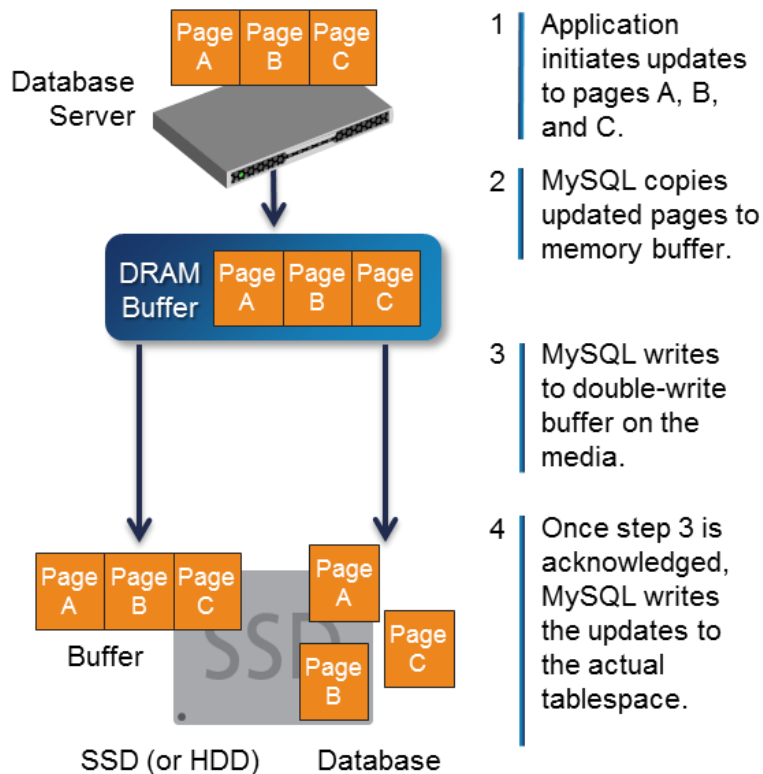 Page
A
Page
B
Page
C
Database
Server
1
Application
initiates updates
to pages A, B,
and C.
2
MySQL copies
updated pages to
memory buffer.
DRAM
Buffer
Page
A
Page
B
Page
C
3
MySQL writes
to double-write
buffer on the
media.
4
Once step 3 is
acknowledged,
MySQL writes
the updates to
the actual
tablespace.
Page
A
Page
B
Page
C
Buffer
SSD
Page
A
Page
C
Page
B
SSD (or HDD)
Database